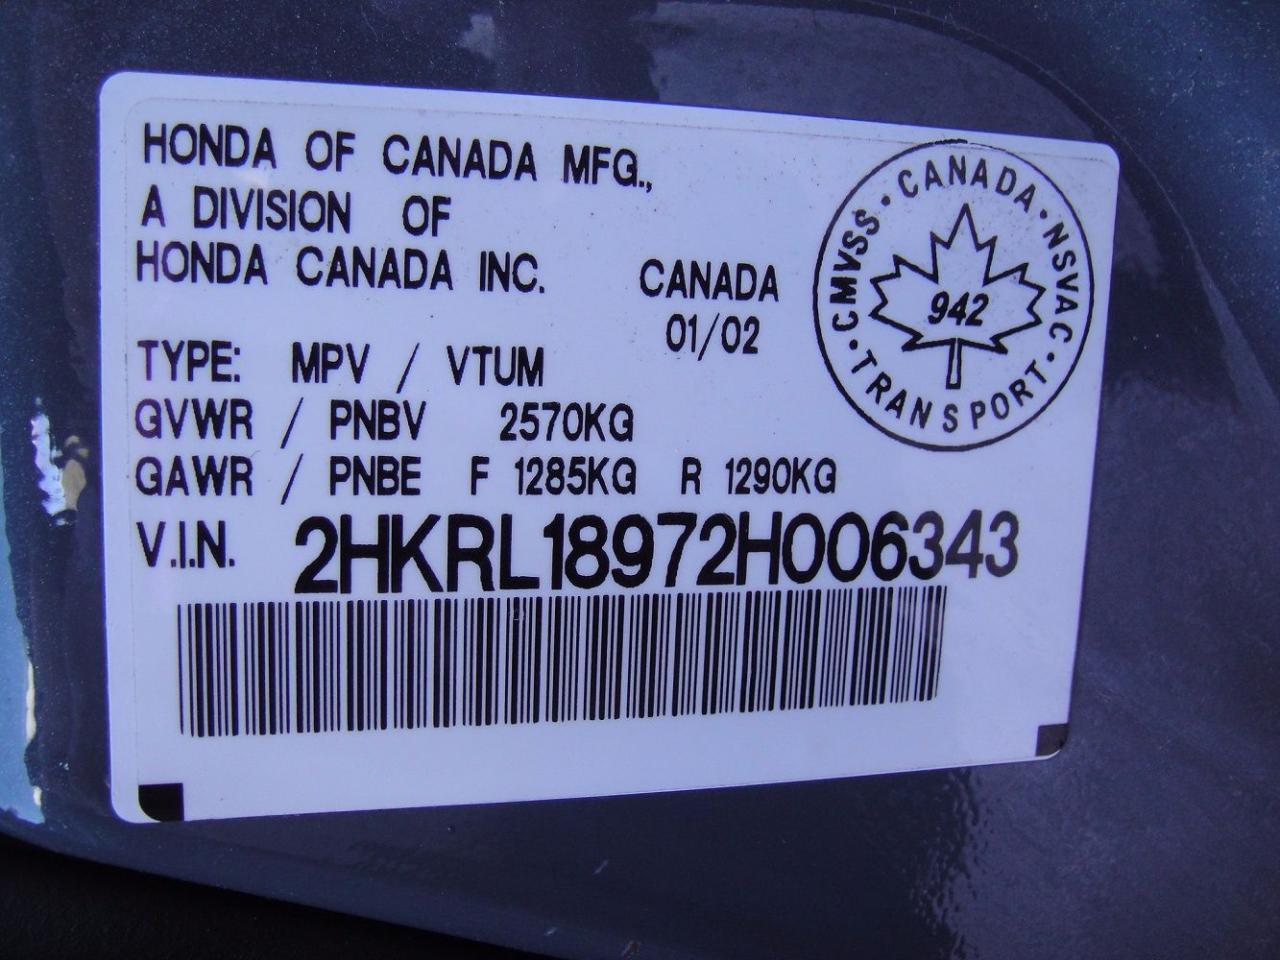 HONDA OF CANADA MFG.,
A DIVISION OF
HONDA CANADA INC.
CANADA
01/02
TYPE: MPV / VTUM
GVWR / PNBV 2570KG
GAWR / PNBE F 1285KG R 1290KG
V.I.N. 2HKRL18972H006343
CMVSS · CANADA · NSVAC · TRANSPORT ·
942